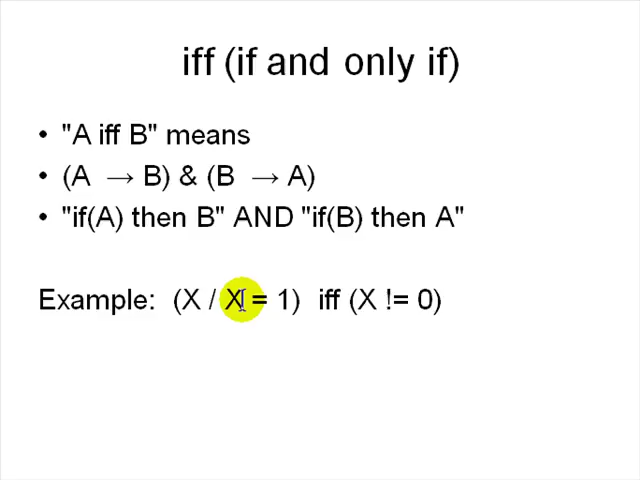 iff (if and only if)
• "A iff B" means
• (A → B) & (B → A)
• "if(A) then B" AND "if(B) then A"
Example: (X / X = 1) iff (X != 0)